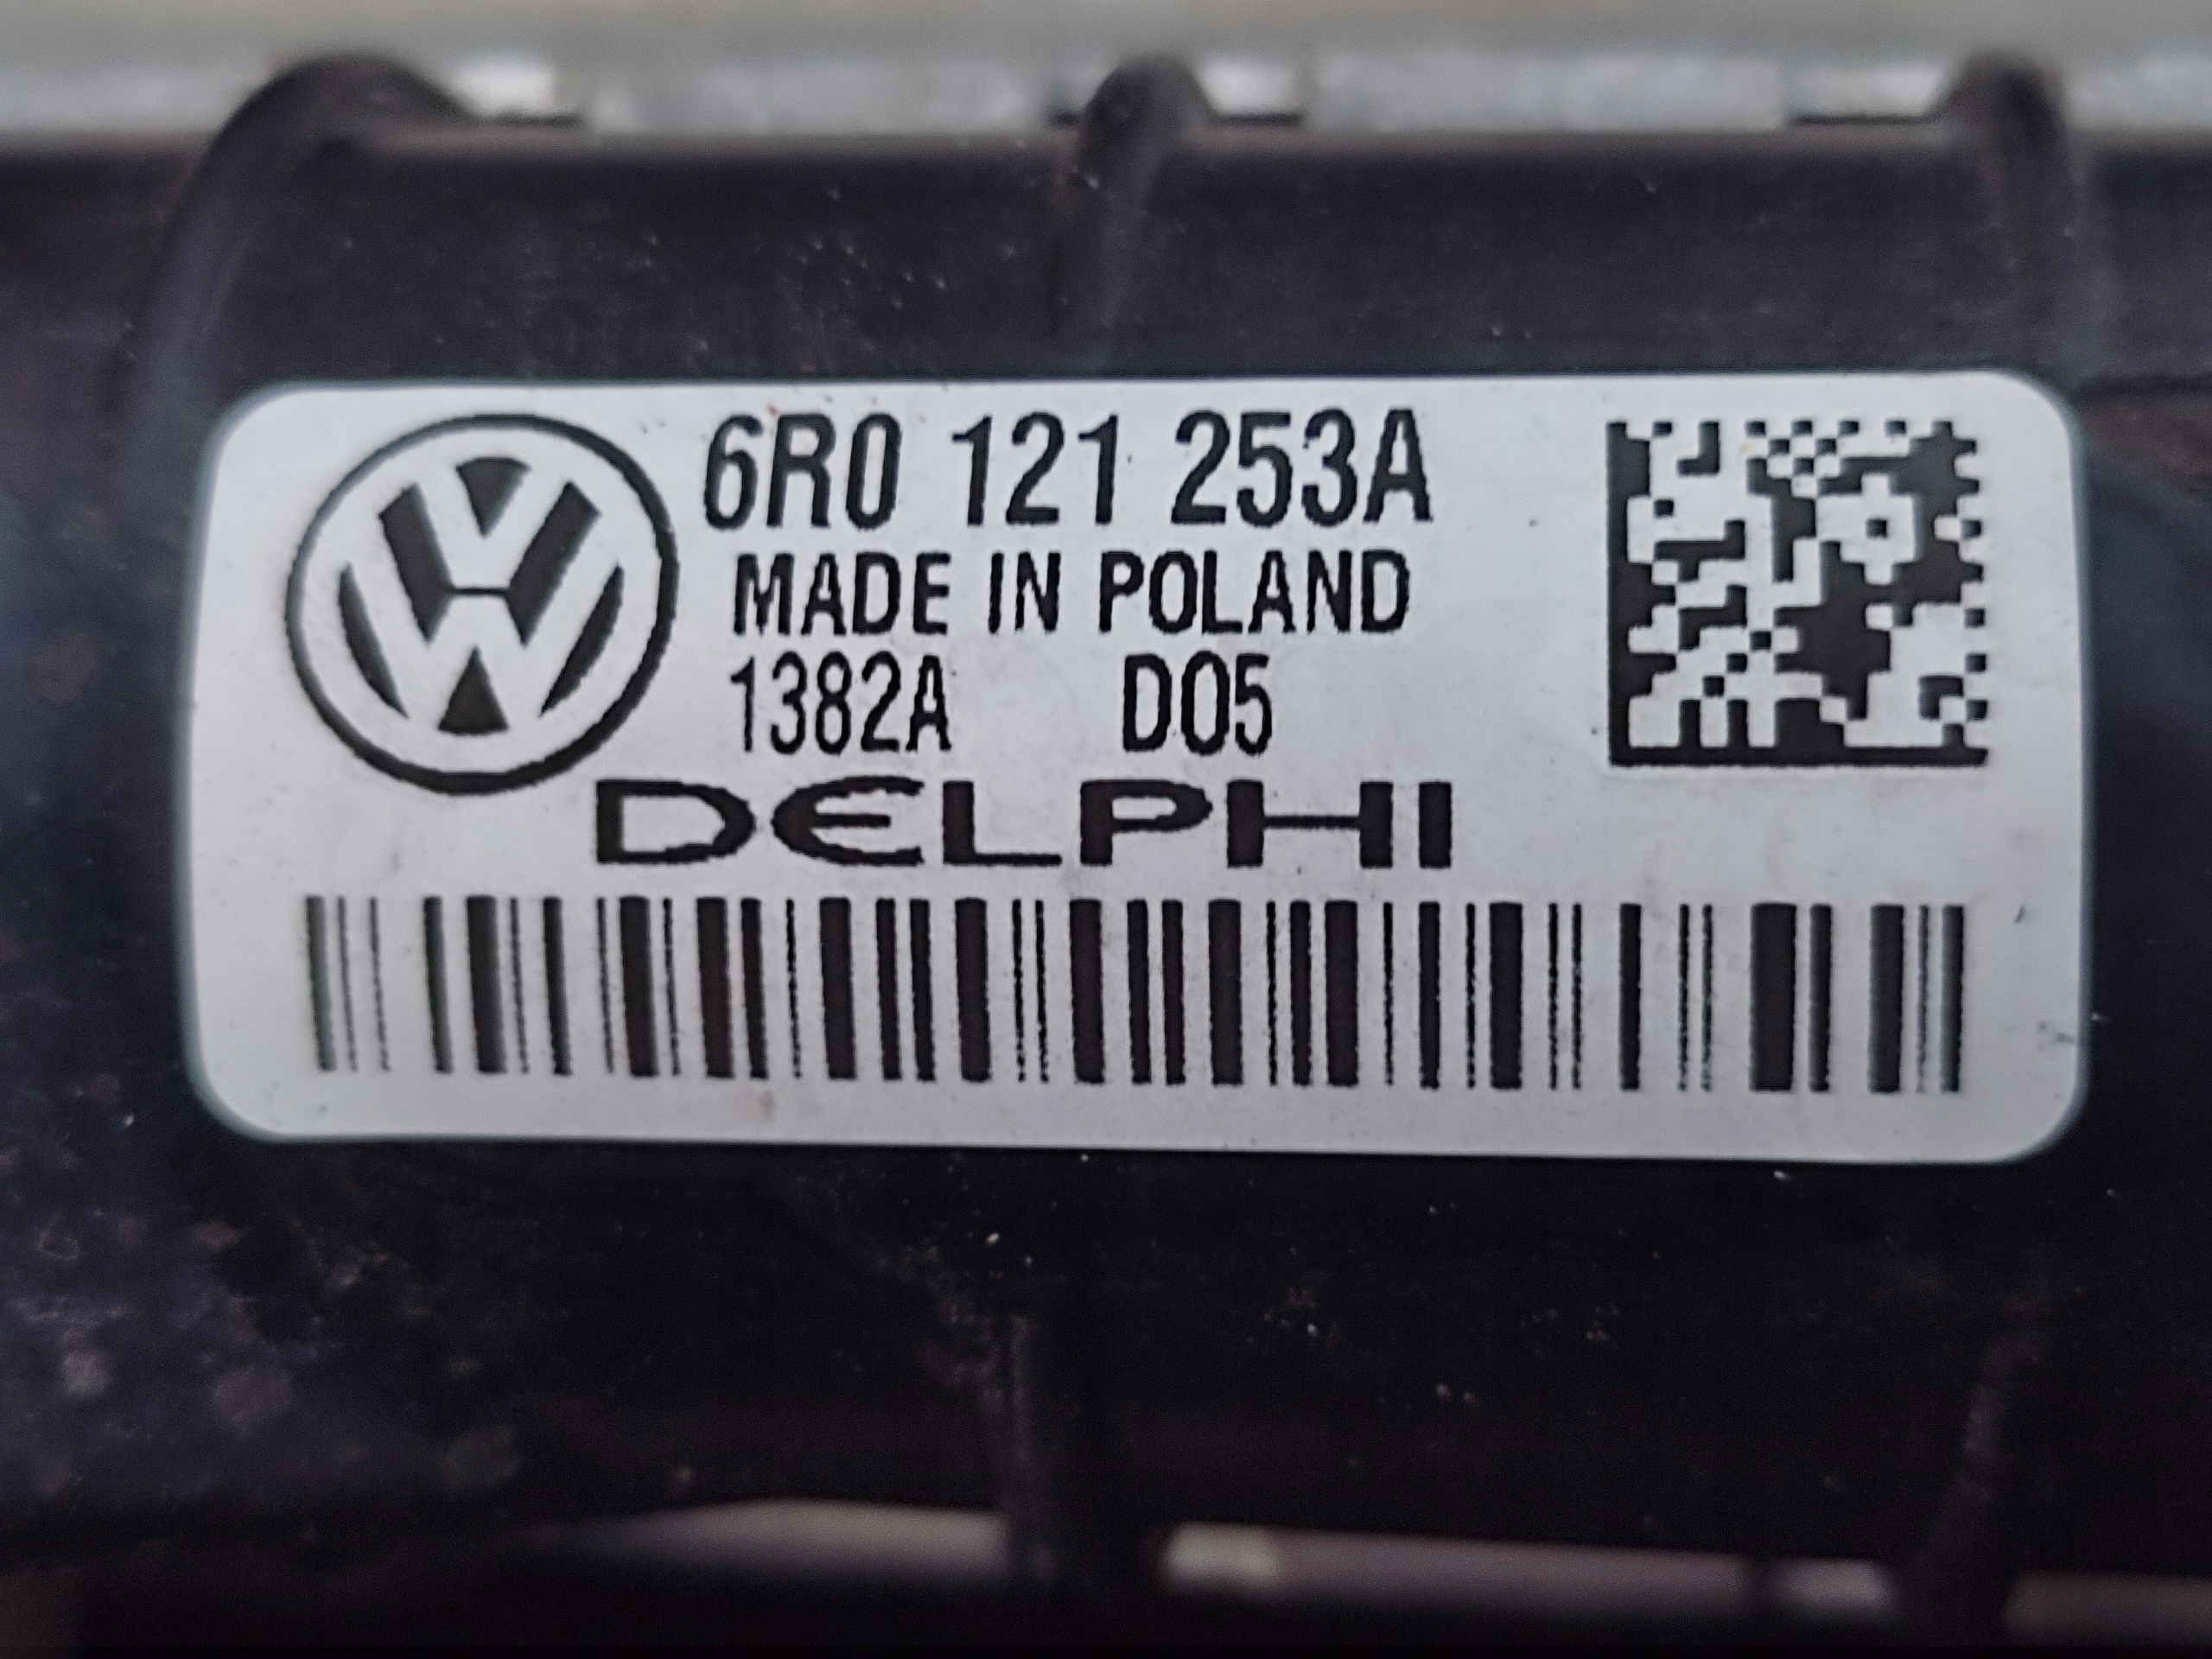 6R0 121 253A
MADE IN POLAND
1382A D05
DELPHI